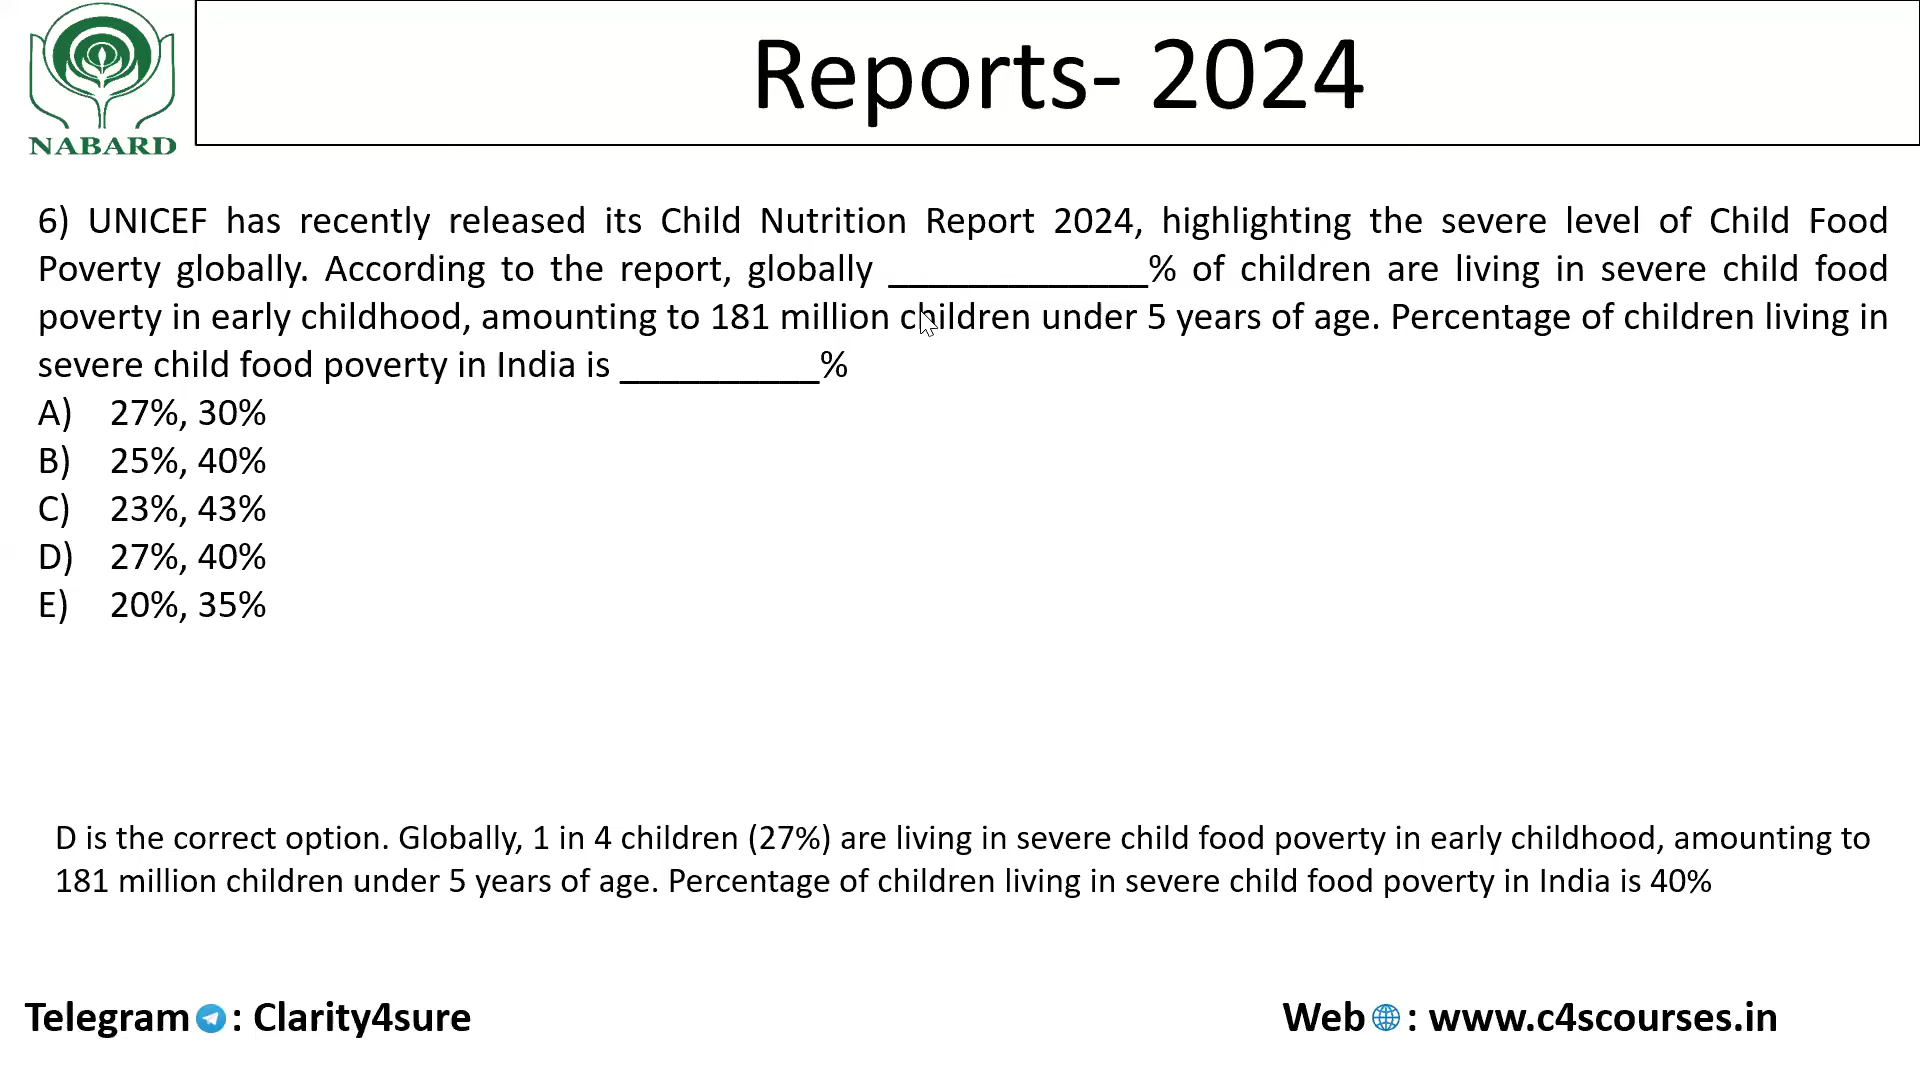 NABARD
Reports- 2024
6) UNICEF has recently released its Child Nutrition Report 2024, highlighting the severe level of Child Food
Poverty globally. According to the report, globally _____________% of children are living in severe child food
poverty in early childhood, amounting to 181 million children under 5 years of age. Percentage of children living in
severe child food poverty in India is __________%
A) 27%, 30%
B) 25%, 40%
C) 23%, 43%
D) 27%, 40%
E) 20%, 35%
D is the correct option. Globally, 1 in 4 children (27%) are living in severe child food poverty in early childhood, amounting to
181 million children under 5 years of age. Percentage of children living in severe child food poverty in India is 40%
Telegram : Clarity4sure
Web : www.c4scourses.in